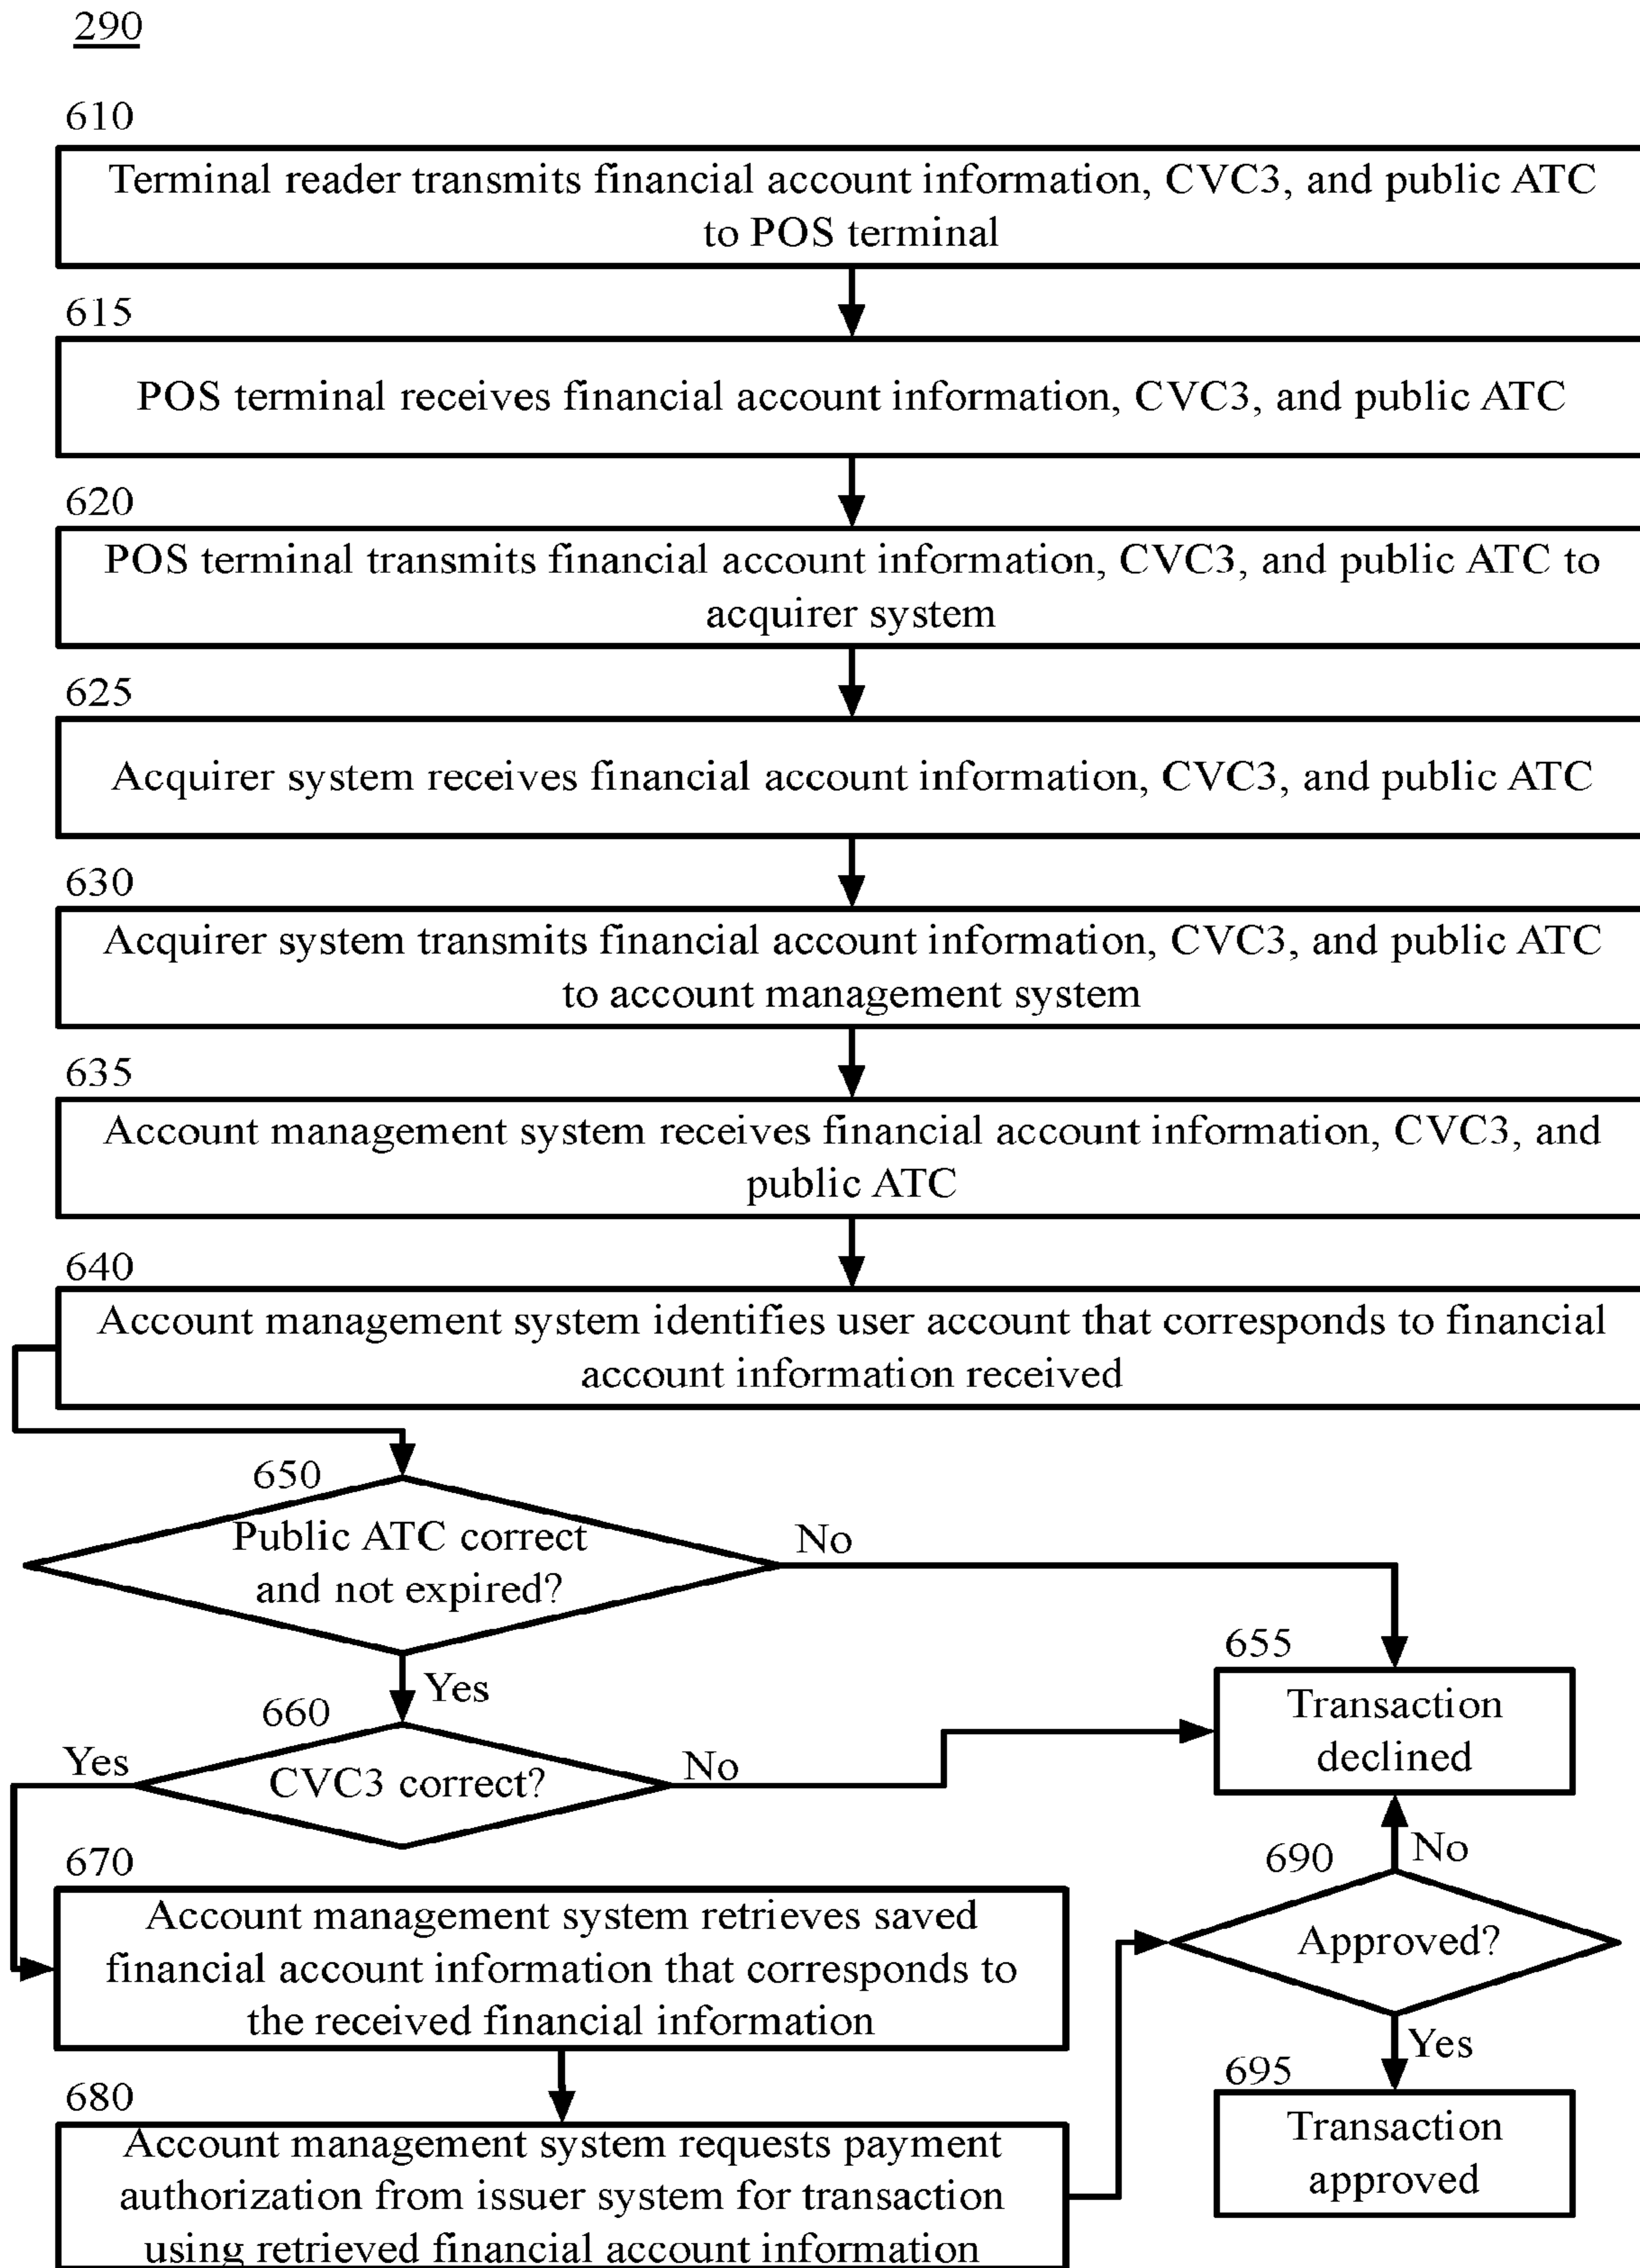 290
610
Terminal reader transmits financial account information, CVC3, and public ATC
to POS terminal
615
POS terminal receives financial account information, CVC3, and public ATC
620
POS terminal transmits financial account information, CVC3, and public ATC to
acquirer system
625
Acquirer system receives financial account information, CVC3, and public ATC
630
Acquirer system transmits financial account information, CVC3, and public ATC
to account management system
635
Account management system receives financial account information, CVC3, and
public ATC
640
Account management system identifies user account that corresponds to financial
account information received
650
Public ATC correct
and not expired?
No
Yes
655
Transaction
declined
660
CVC3 correct?
Yes
No
670
Account management system retrieves saved
financial account information that corresponds to
the received financial information
680
Account management system requests payment
authorization from issuer system for transaction
using retrieved financial account information
690
Approved?
No
Yes
695
Transaction
approved